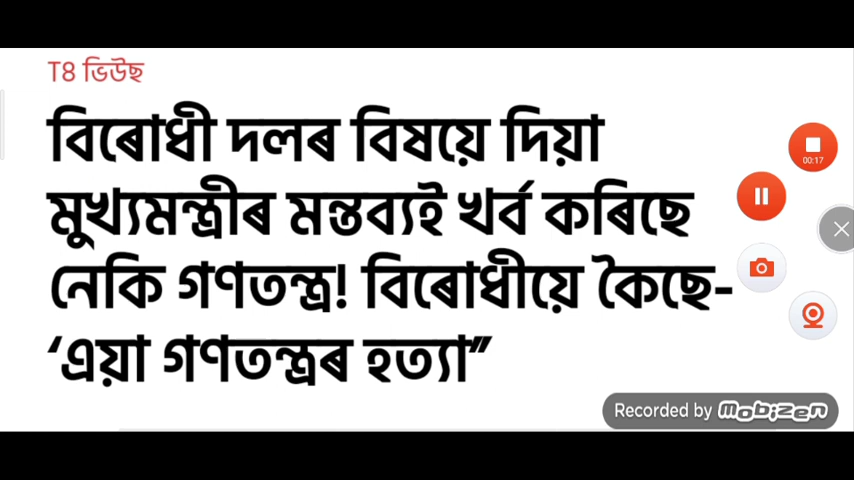 T8 ভিউছ
বিৰোধী দলৰ বিষয়ে দিয়া
মুখ্যমন্ত্ৰীৰ মন্তব্যই খৰ্ব কৰিছে
নেকি গণতন্ত্ৰ! বিৰোধীয়ে কৈছে-
‘এয়া গণতন্ত্ৰৰ হত্যা”
00:17
Recorded by Mobizen